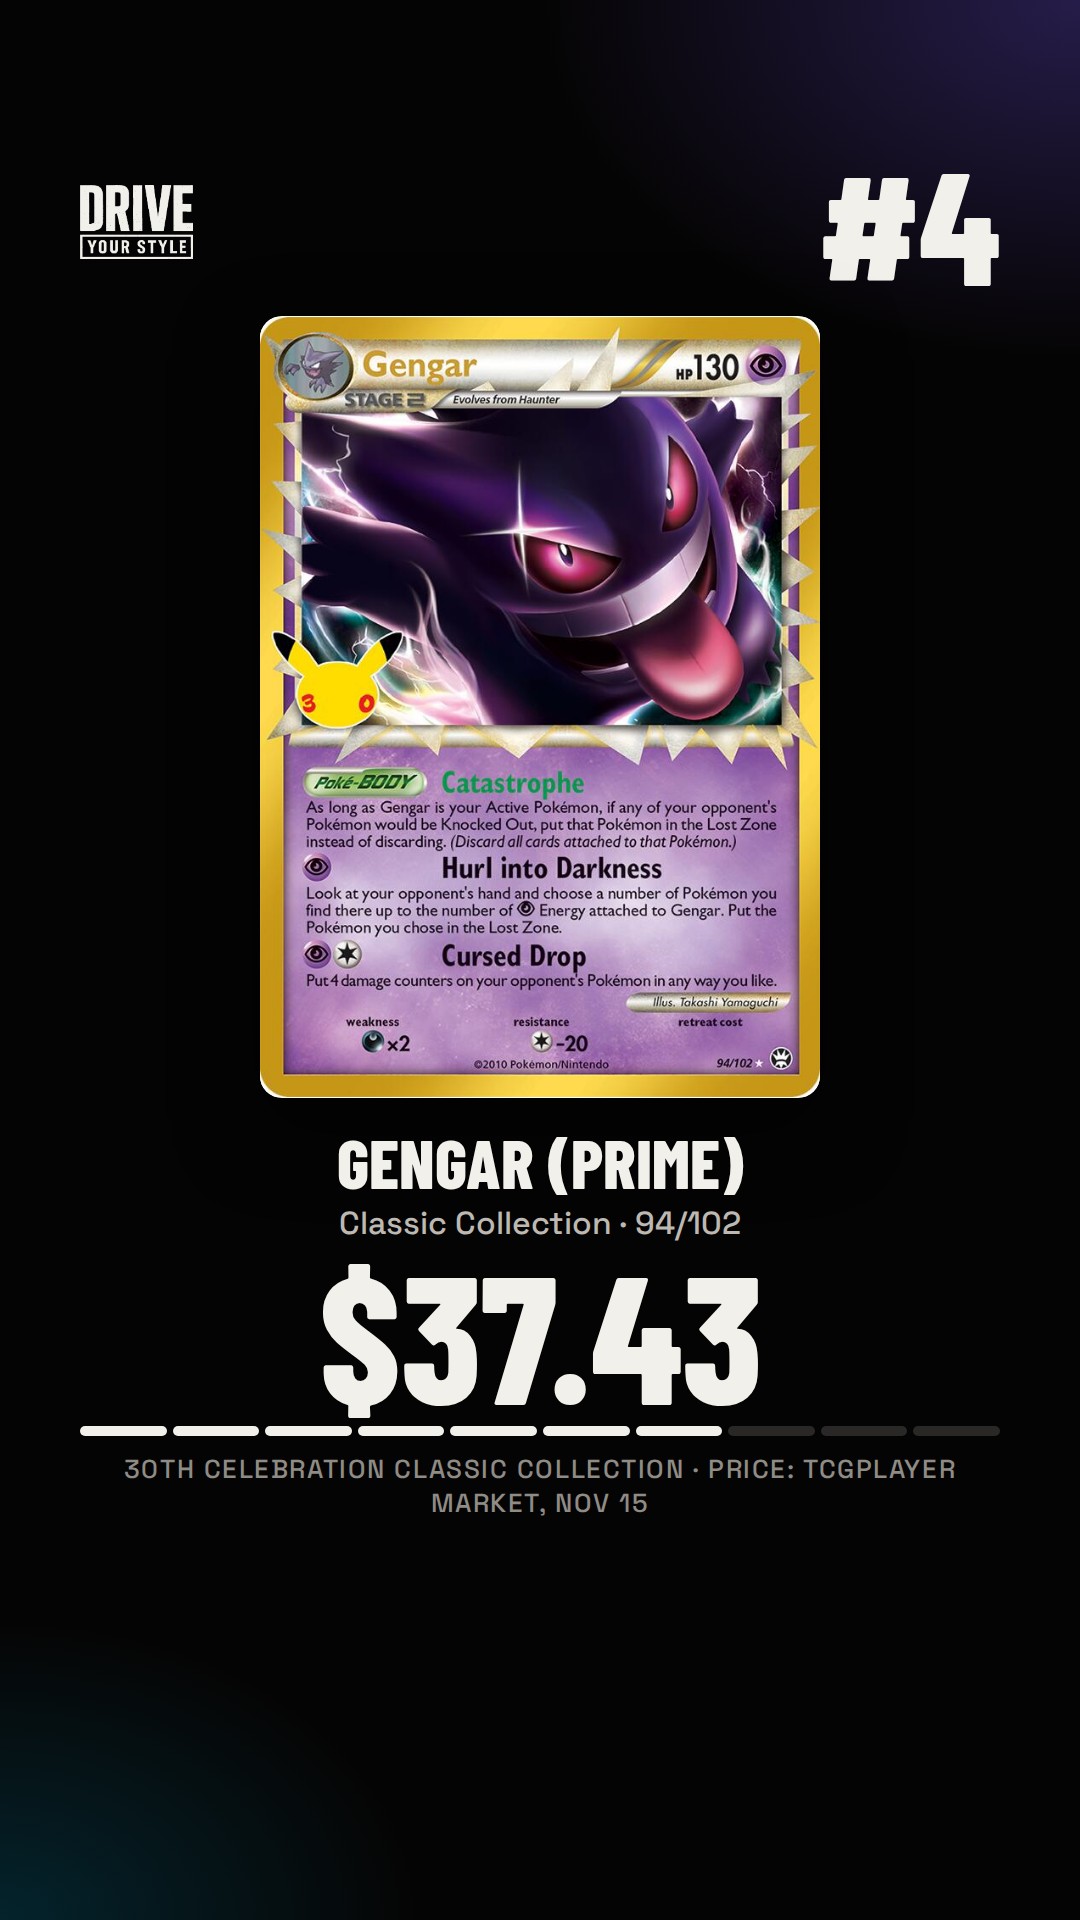 DRIVE
YOUR STYLE
#4
Gengar
HP130
STAGE 2
Evolves from Haunter
3 0
Poké-BODY Catastrophe
As long as Gengar is your Active Pokémon, if any of your opponent's
Pokémon would be Knocked Out, put that Pokémon in the Lost Zone
instead of discarding. (Discard all cards attached to that Pokémon.)
Hurl into Darkness
Look at your opponent's hand and choose a number of Pokémon you
find there up to the number of Energy attached to Gengar. Put the
Pokémon you chose in the Lost Zone.
Cursed Drop
Put 4 damage counters on your opponent's Pokémon in any way you like.
Illus. Takashi Yamaguchi
weakness resistance retreat cost
×2 -20
©2010 Pokémon/Nintendo 94/102
GENGAR (PRIME)
Classic Collection · 94/102
$37.43
30TH CELEBRATION CLASSIC COLLECTION · PRICE: TCGPLAYER
MARKET, NOV 15